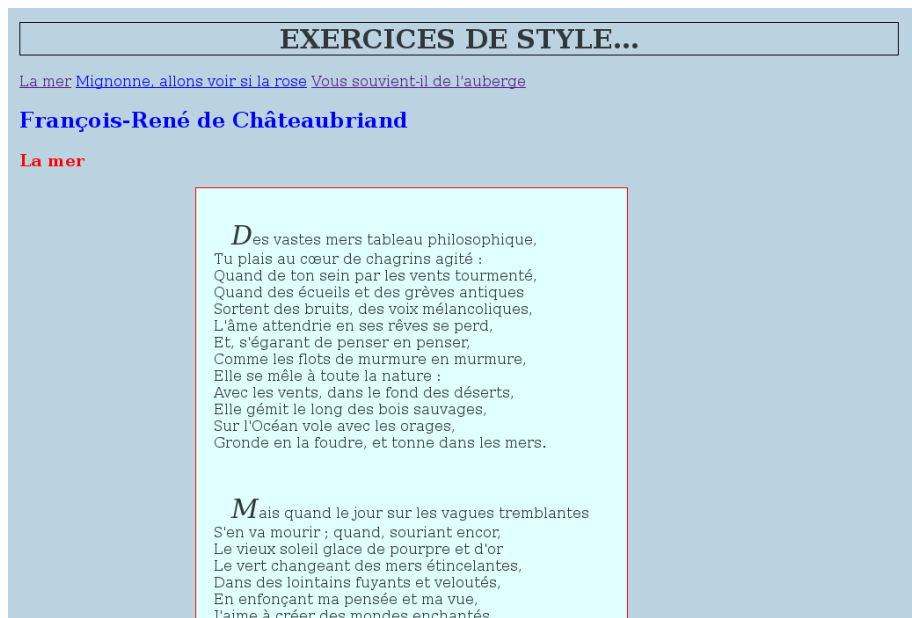 EXERCICES DE STYLE...
La mer Mignonne, allons voir si la rose Vous souvient-il de l'auberge
François-René de Châteaubriand
La mer
Des vastes mers tableau philosophique,
Tu plais au cœur de chagrins agité :
Quand de ton sein par les vents tourmenté,
Quand des écueils et des grèves antiques
Sortent des bruits, des voix mélancoliques,
L'âme attendrie en ses rêves se perd,
Et, s'égarant de penser en penser,
Comme les flots de murmure en murmure,
Elle se mêle à toute la nature :
Avec les vents, dans le fond des déserts,
Elle gémit le long des bois sauvages,
Sur l'Océan vole avec les orages,
Gronde en la foudre, et tonne dans les mers.
Mais quand le jour sur les vagues tremblantes
S'en va mourir ; quand, souriant encor,
Le vieux soleil glace de pourpre et d'or
Le vert changeant des mers étincelantes,
Dans des lointains fuyants et veloutés,
En enfonçant ma pensée et ma vue,
J'aime à créer des mondes enchantés